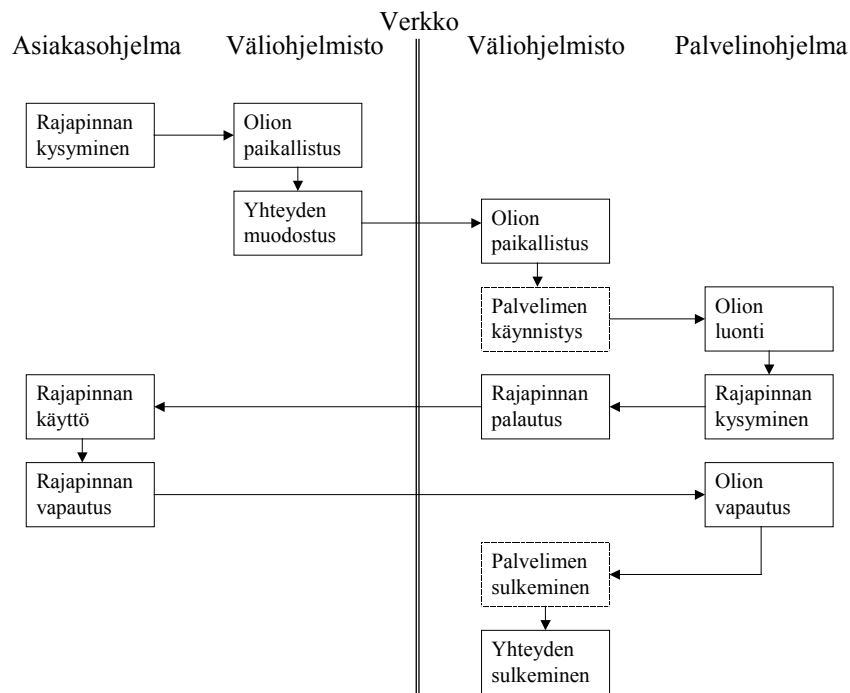 Verkko
Asiakasohjelma
Väliohjelmisto
Väliohjelmisto
Palvelinohjelma
Rajapinnan
kysyminen
Olion
paikallistus
Yhteyden
muodostus
Olion
paikallistus
Palvelimen
käynnistys
Olion
luonti
Rajapinnan
käyttö
Rajapinnan
palautus
Rajapinnan
kysyminen
Rajapinnan
vapautus
Olion
vapautus
Palvelimen
sulkeminen
Yhteyden
sulkeminen